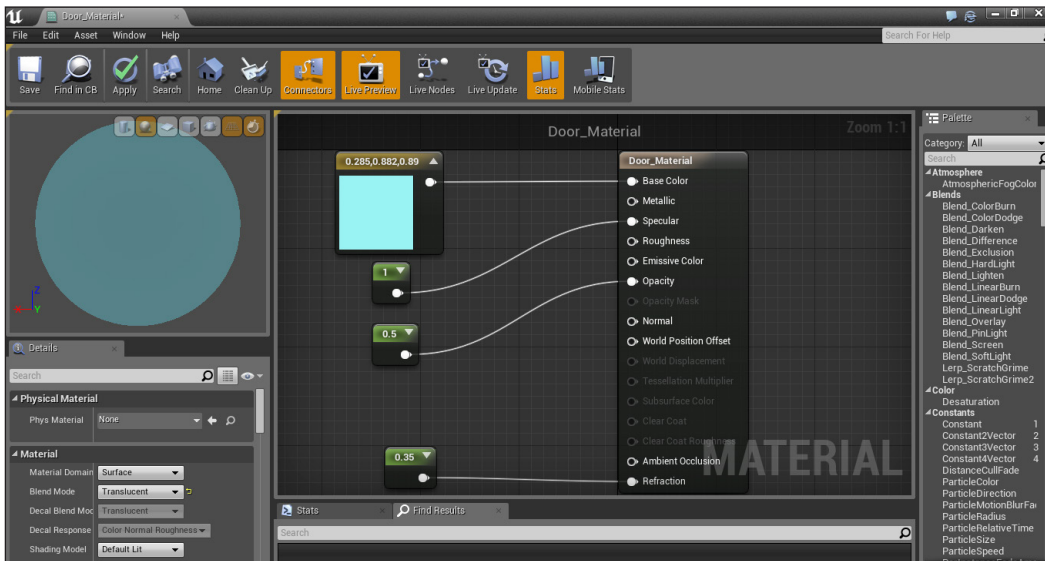 Door_Material*
File Edit Asset Window Help
Search For Help
Save Find in CB Apply Search Home Clean Up Connectors Live Preview Live Nodes Live Update Stats Mobile Stats
Door_Material
Zoom 1:1
0.285,0.882,0.89
1
0.5
0.35
Door_Material
Base Color
Metallic
Specular
Roughness
Emissive Color
Opacity
Opacity Mask
Normal
World Position Offset
World Displacement
Tessellation Multiplier
Subsurface Color
Clear Coat
Clear Coat Roughness
Ambient Occlusion
Refraction
MATERIAL
Z
X Y
Details
Search
Physical Material
Phys Material None
Material
Material Domain Surface
Blend Mode Translucent
Decal Blend Mod Translucent
Decal Response Color Normal Roughness
Shading Model Default Lit
Stats Find Results
Search
Palette
Category: All
Search
Atmosphere
AtmosphericFogColor
Blends
Blend_ColorBurn
Blend_ColorDodge
Blend_Darken
Blend_Difference
Blend_Exclusion
Blend_HardLight
Blend_Lighten
Blend_LinearBurn
Blend_LinearDodge
Blend_LinearLight
Blend_Overlay
Blend_PinLight
Blend_Screen
Blend_SoftLight
Lerp_ScratchGrime
Lerp_ScratchGrime2
Color
Desaturation
Constants
Constant 1
Constant2Vector 2
Constant3Vector 3
Constant4Vector 4
DistanceCullFade
ParticleColor
ParticleDirection
ParticleMotionBlurFa
ParticleRadius
ParticleRelativeTime
ParticleSize
ParticleSpeed